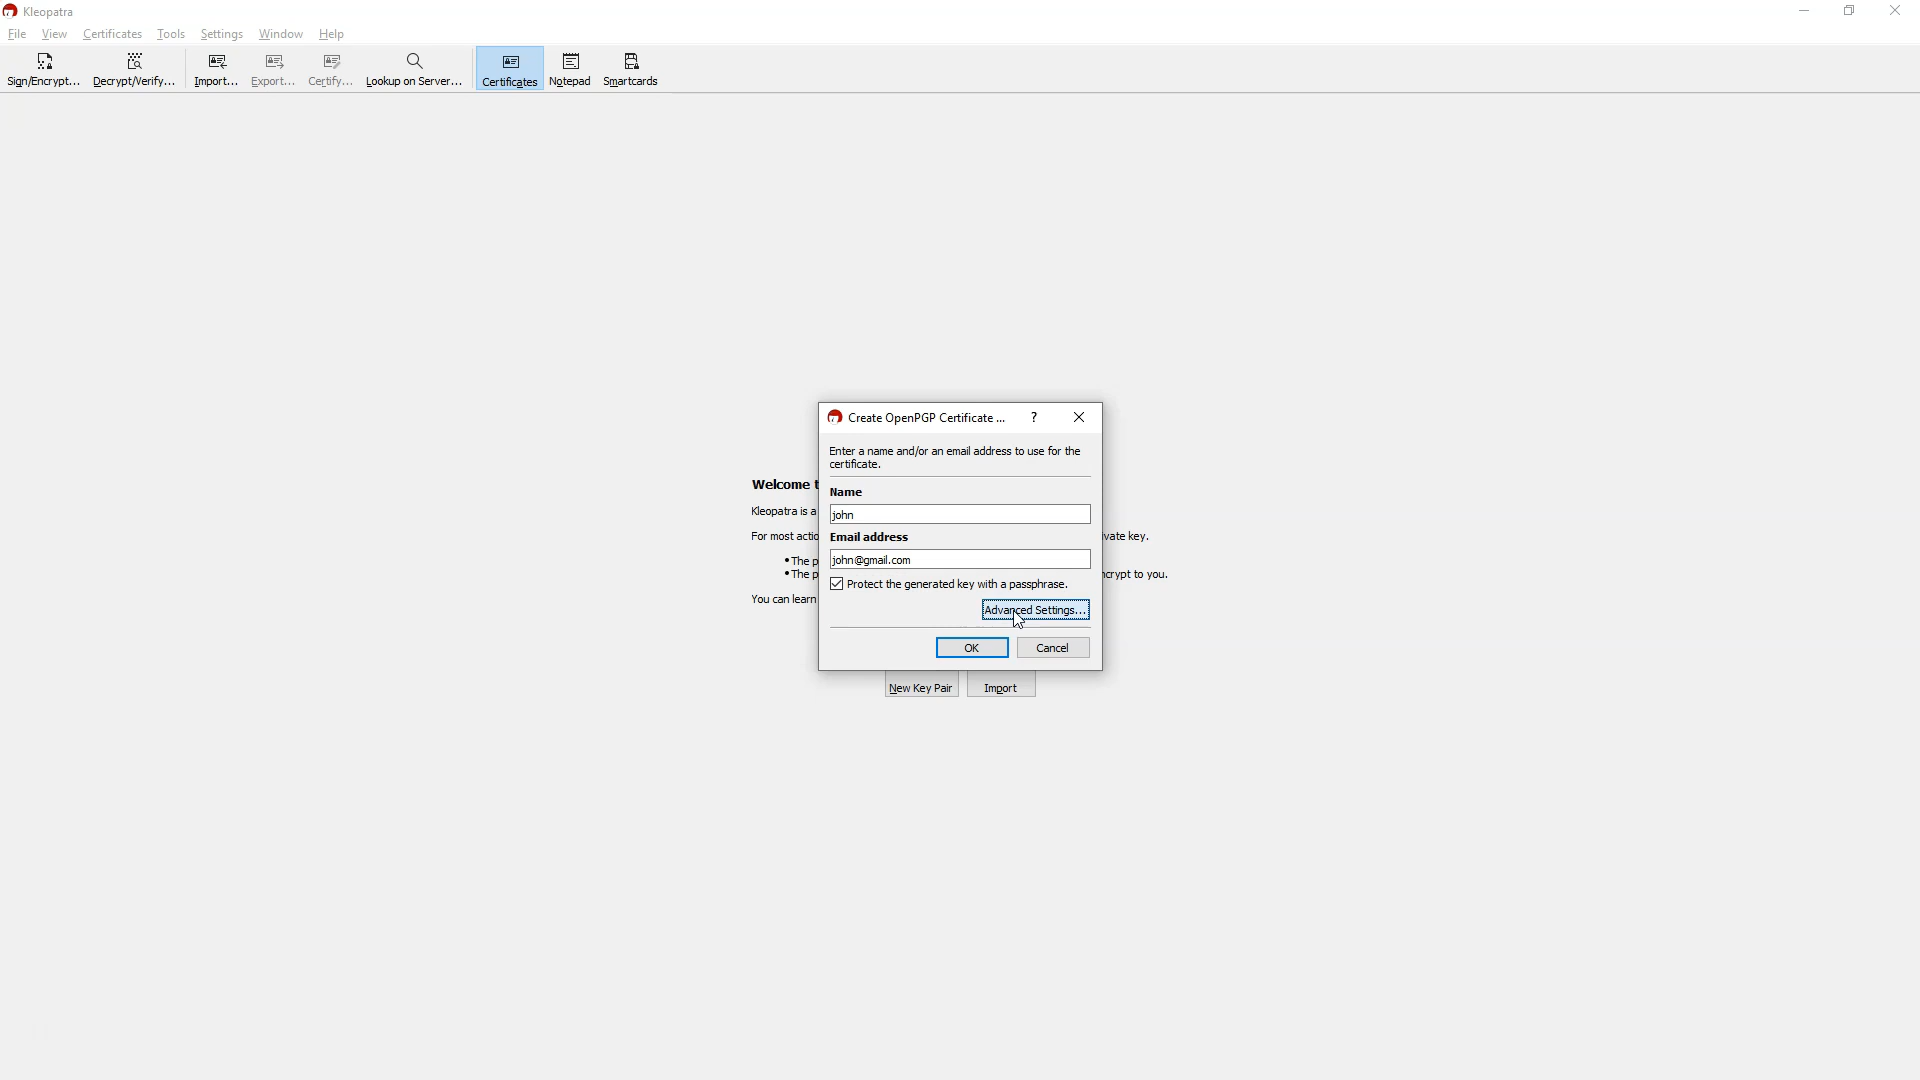 Kleopatra
File View Certificates Tools Settings Window Help
Sign/Encrypt... Decrypt/Verify... Import... Export... Certify... Lookup on Server... Certificates Notepad Smartcards
Create OpenPGP Certificate ... ?
Enter a name and/or an email address to use for the
certificate.
Welcome t
Name
Kleopatra is a
john
For most actio
vate key.
Email address
john@gmail.com
•The p
•The p
crypt to you.
Protect the generated key with a passphrase.
You can learn
Advanced Settings...
OK Cancel
New Key Pair Import